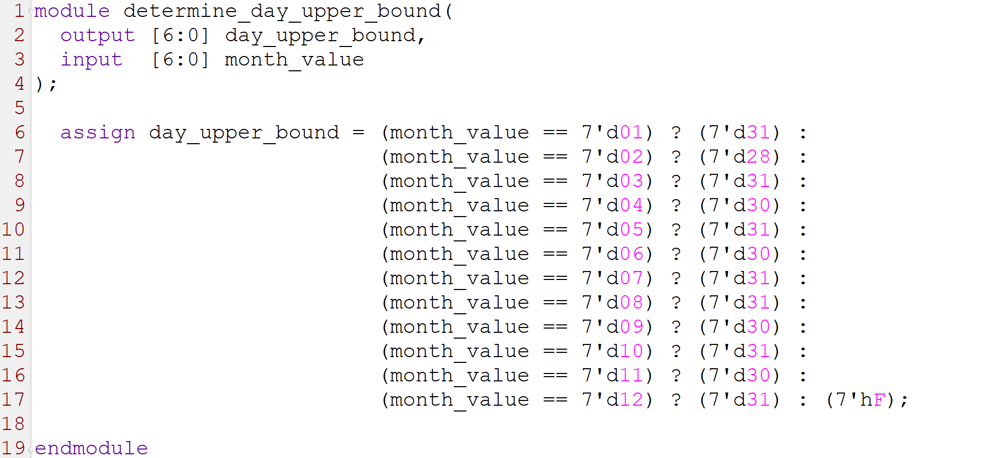 1 module determine_day_upper_bound(
2   output [6:0] day_upper_bound,
3   input  [6:0] month_value
4 );
5
6   assign day_upper_bound = (month_value == 7'd01) ? (7'd31) :
7                            (month_value == 7'd02) ? (7'd28) :
8                            (month_value == 7'd03) ? (7'd31) :
9                            (month_value == 7'd04) ? (7'd30) :
10                            (month_value == 7'd05) ? (7'd31) :
11                            (month_value == 7'd06) ? (7'd30) :
12                            (month_value == 7'd07) ? (7'd31) :
13                            (month_value == 7'd08) ? (7'd31) :
14                            (month_value == 7'd09) ? (7'd30) :
15                            (month_value == 7'd10) ? (7'd31) :
16                            (month_value == 7'd11) ? (7'd30) :
17                            (month_value == 7'd12) ? (7'd31) : (7'hF);
18
19 endmodule